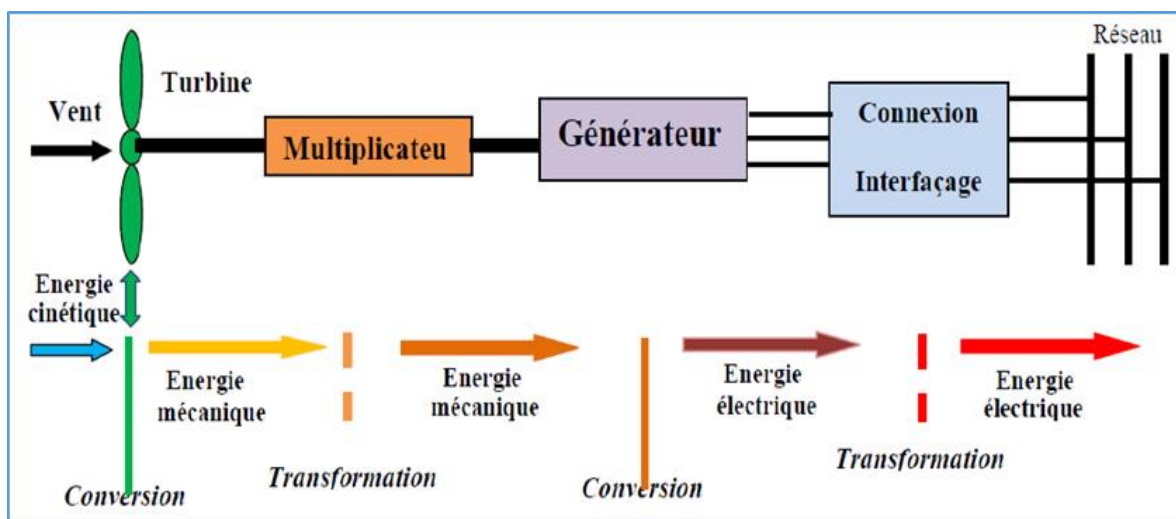 Réseau
Turbine
Vent
Multiplicateu
Générateur
Connexion
Interfaçage
Energie
cinétique
Energie
mécanique
Energie
mécanique
Energie
électrique
Energie
électrique
Conversion
Transformation
Conversion
Transformation